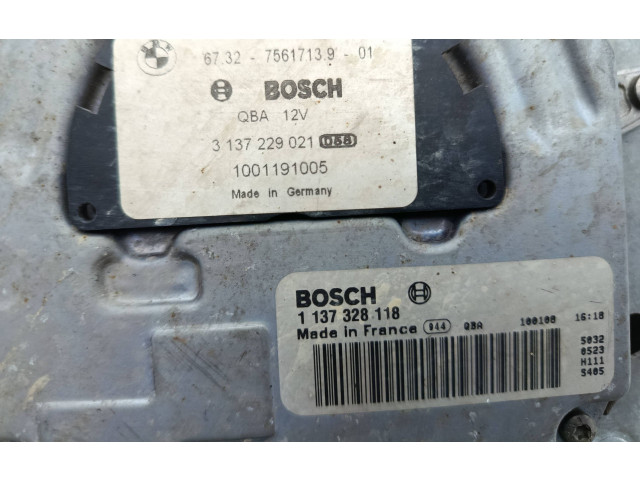 67.32 - 7561713.9 - 01
BOSCH
QBA 12V
3 137 229 021 058
1001191005
Made in Germany
BOSCH
1 137 328 118
Made in France 044 QBA 100108 16:18
5032
0523
H111
S405